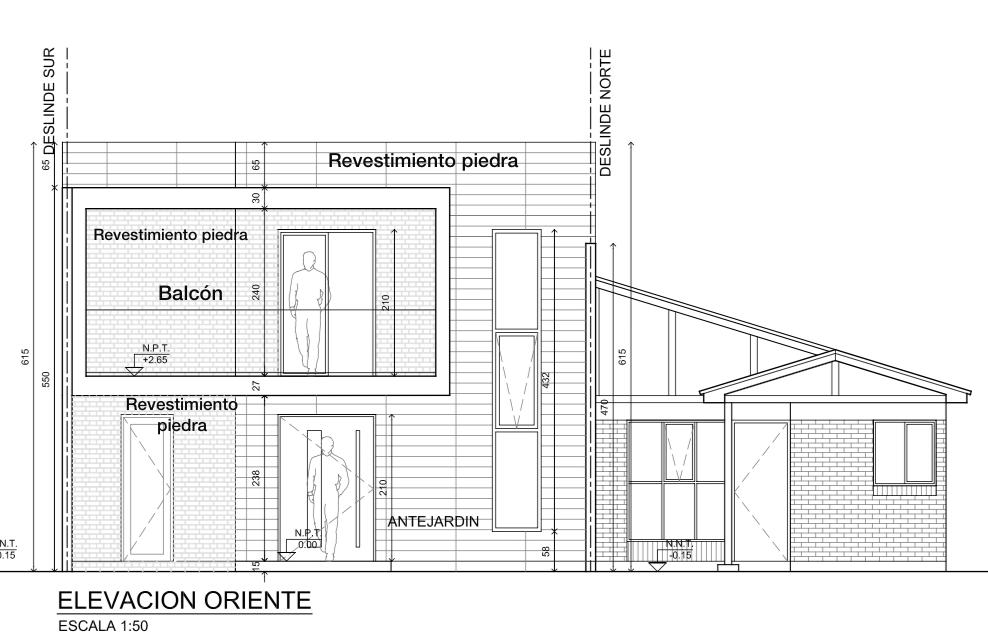 DESLINDE SUR
DESLINDE NORTE
65
65
Revestimiento piedra
30
Revestimiento piedra
Balcón
240
210
N.P.T.
+2.65
615
550
27
432
615
470
Revestimiento
piedra
238
210
ANTEJARDIN
N.P.T.
0.00
58
15
N.T.
0.15
N.N.T.
-0.15
ELEVACION ORIENTE
ESCALA 1:50